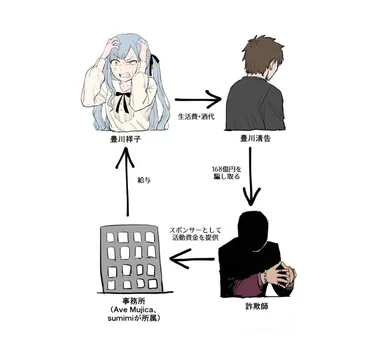 生活費・酒代
豊川祥子
豊川清告
給与
168億円を
騙し取る
スポンサーとして
活動資金を提供
事務所
（Ave Mujica、
sumimiが所属）
詐欺師